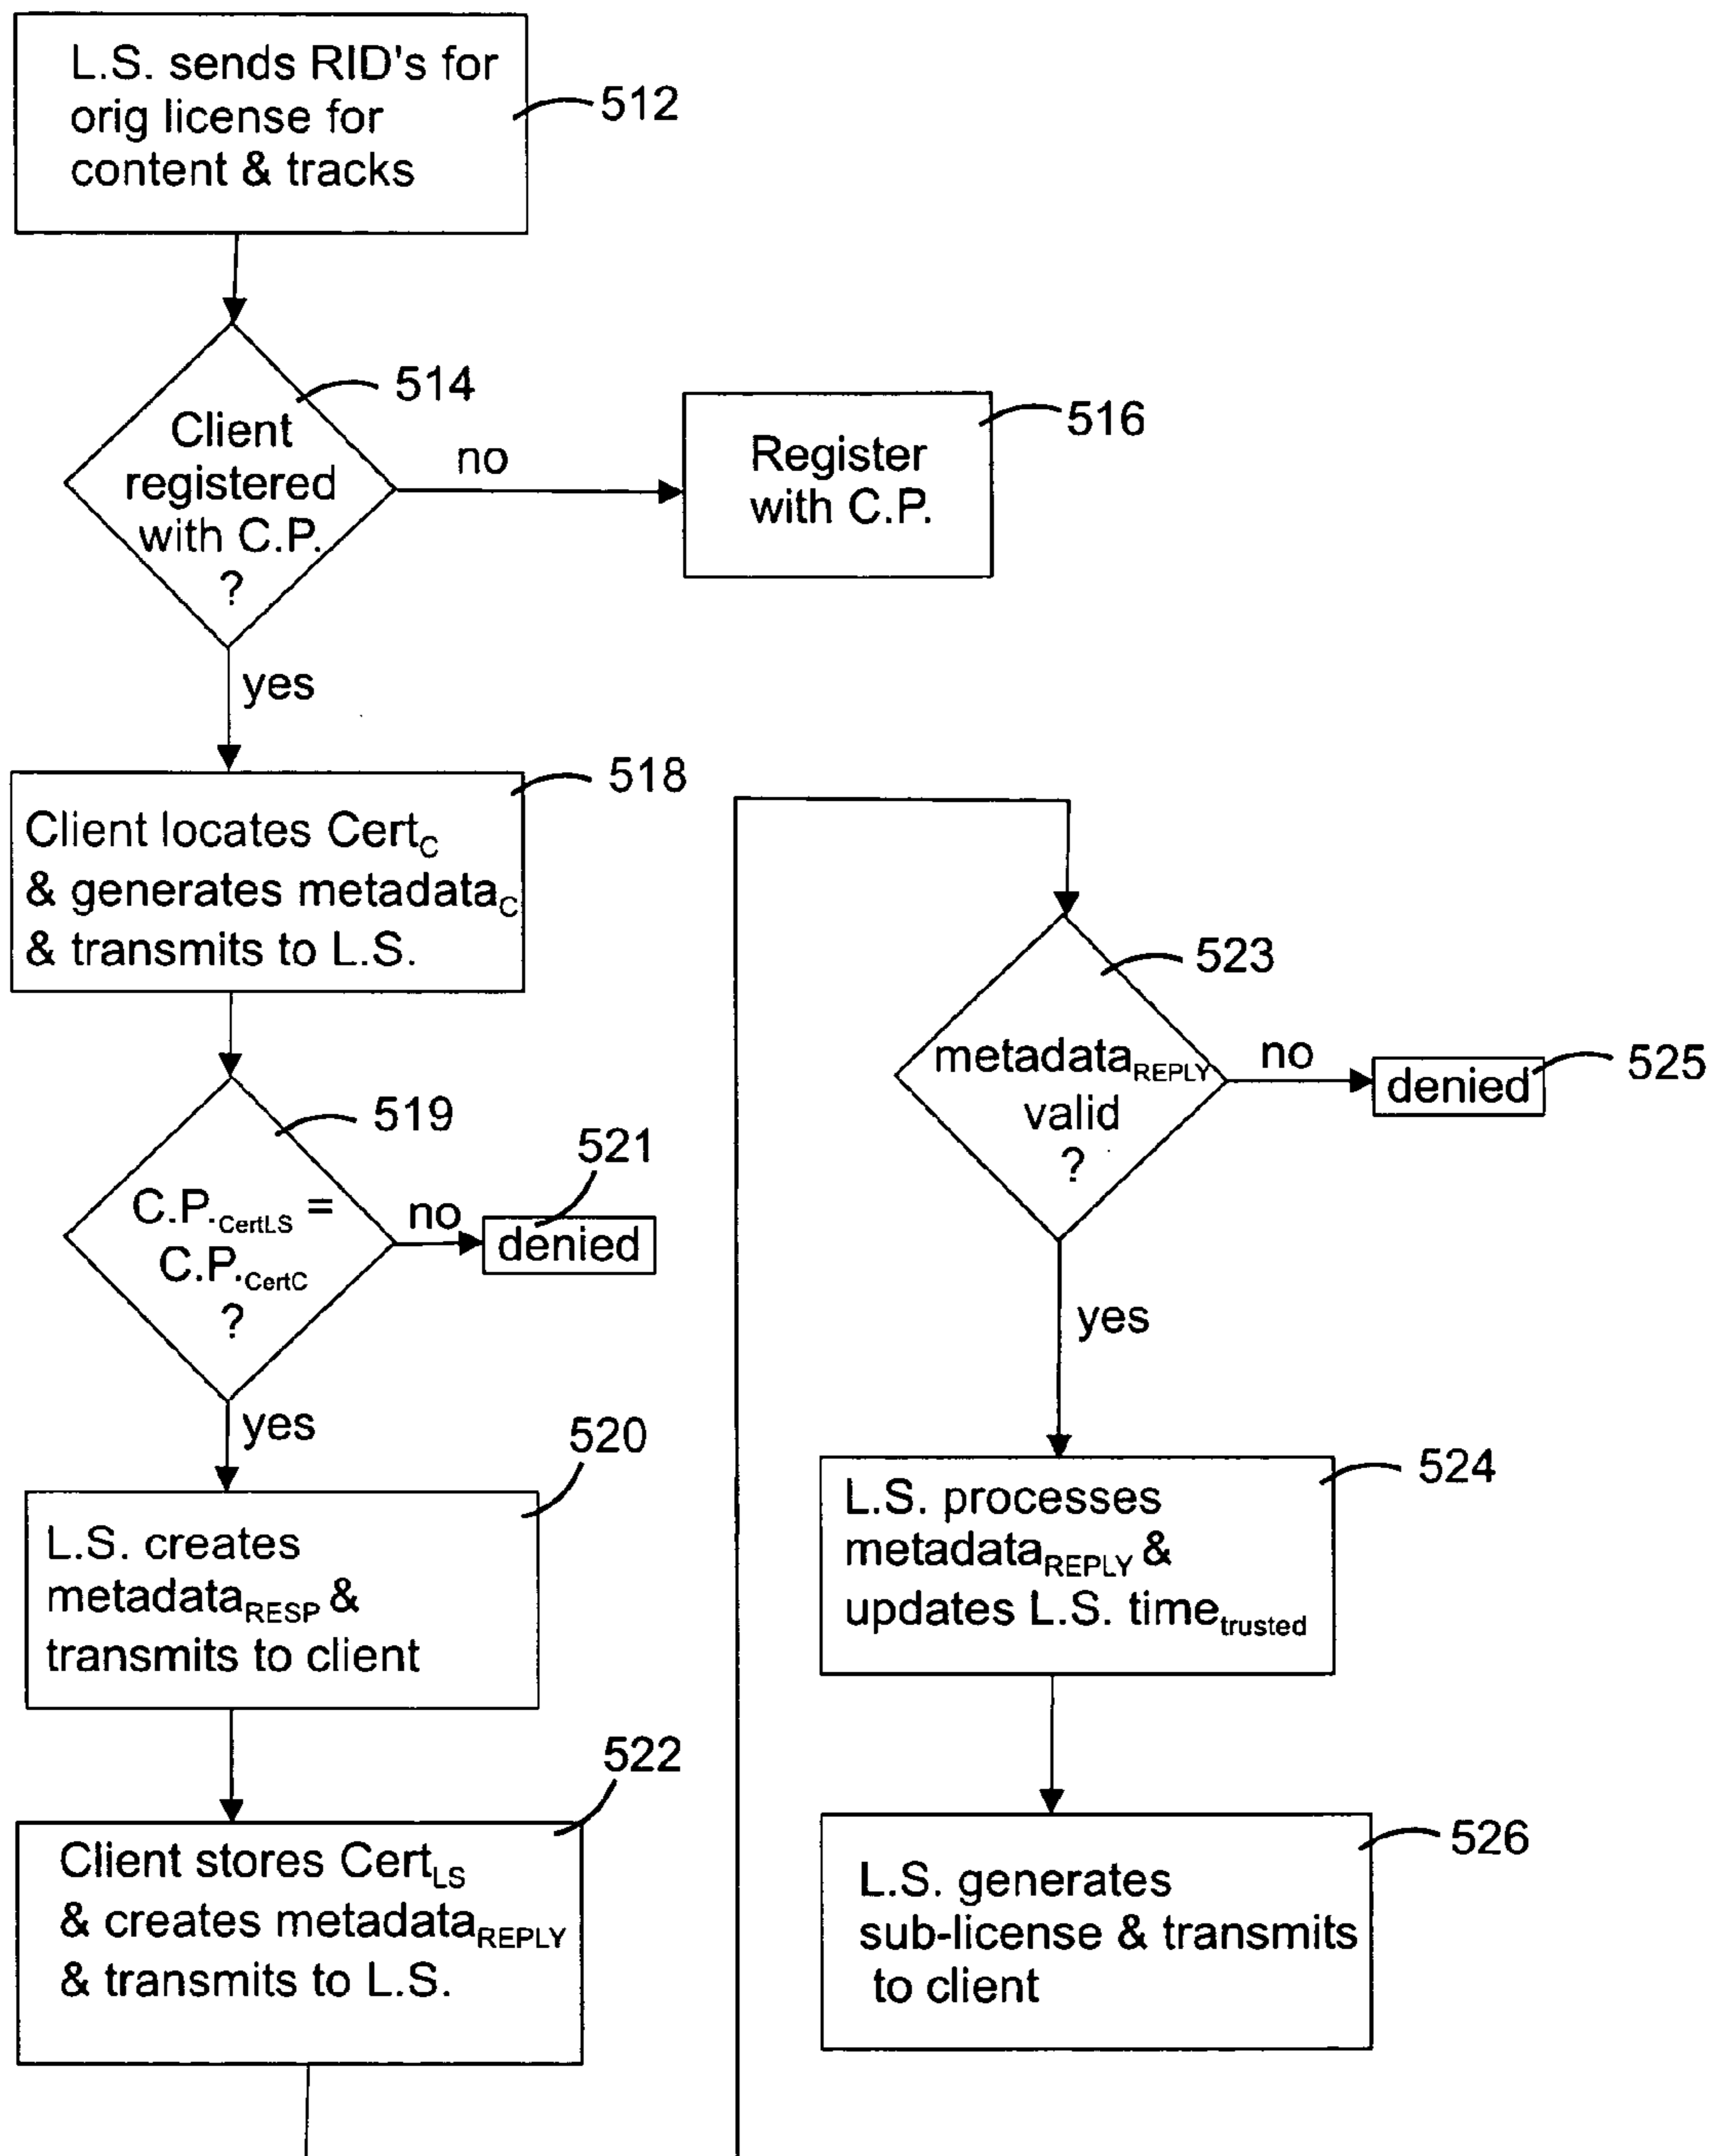 L.S. sends RID's for
orig license for
content & tracks
512
514
Client
registered
with C.P.
?
no
516
Register
with C.P.
yes
518
Client locates CertC
& generates metadataC
& transmits to L.S.
519
C.P.CertLS =
C.P.CertC
?
no
521
denied
yes
520
L.S. creates
metadataRESP &
transmits to client
522
Client stores CertLS
& creates metadataREPLY
& transmits to L.S.
523
metadataREPLY
valid
?
no
denied
525
yes
524
L.S. processes
metadataREPLY &
updates L.S. timetrusted
526
L.S. generates
sub-license & transmits
to client